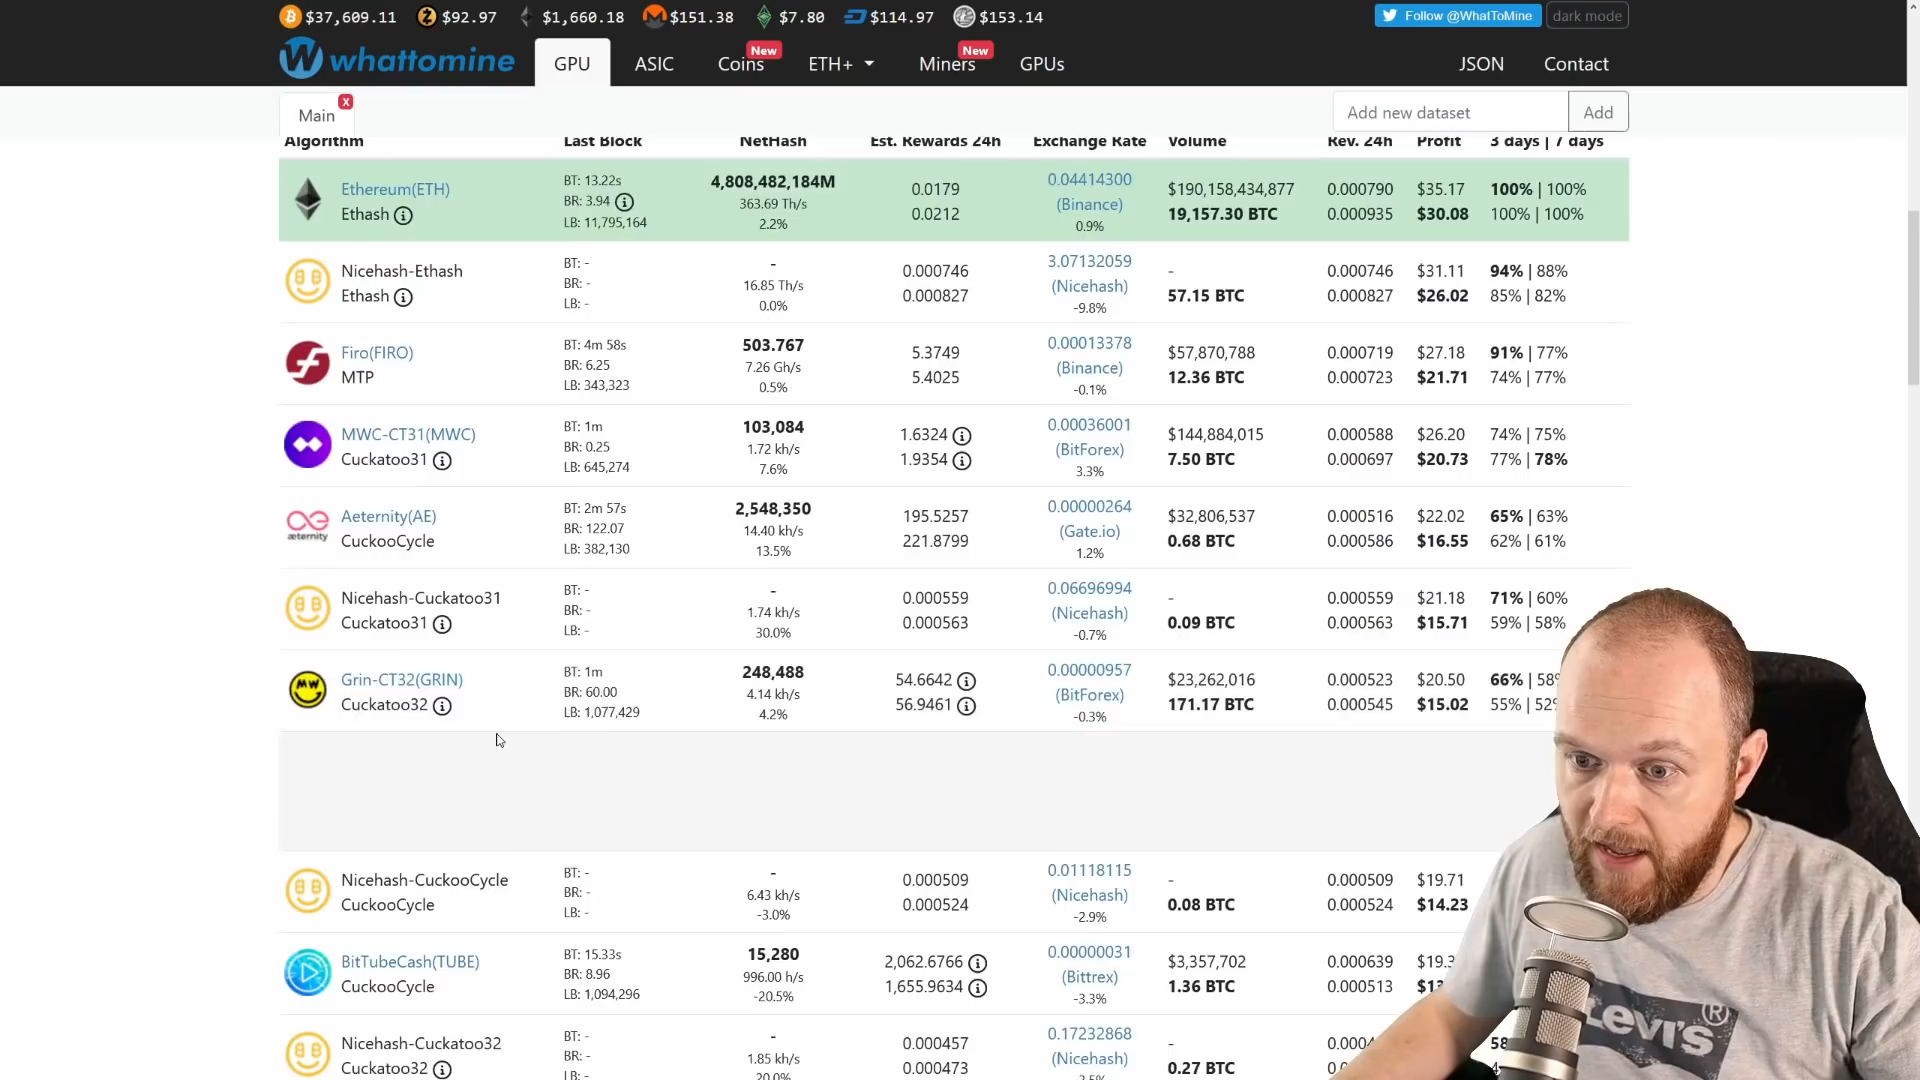 $37,609.11 $92.97 $1,660.18 $151.38 $7.80 $114.97 $153.14 Follow @WhatToMine dark mode
whattomine GPU ASIC Coins New ETH+ Miners New GPUs JSON Contact
Main x Add new dataset Add
Algorithm Last Block NetHash Est. Rewards 24h Exchange Rate Volume Rev. 24h Profit 3 days | 7 days
Ethereum(ETH) BT: 13.22s 4,808,482,184M 0.0179 0.04414300 $190,158,434,877 0.000790 $35.17 100% | 100%
Ethash BR: 3.94 363.69 Th/s 0.0212 (Binance) 19,157.30 BTC 0.000935 $30.08 100% | 100%
LB: 11,795,164 2.2% 0.9%
Nicehash-Ethash BT: - - 0.000746 3.07132059 - 0.000746 $31.11 94% | 88%
Ethash BR: - 16.85 Th/s 0.000827 (Nicehash) 57.15 BTC 0.000827 $26.02 85% | 82%
LB: - 0.0% -9.8%
Firo(FIRO) BT: 4m 58s 503.767 5.3749 0.00013378 $57,870,788 0.000719 $27.18 91% | 77%
MTP BR: 6.25 7.26 Gh/s 5.4025 (Binance) 12.36 BTC 0.000723 $21.71 74% | 77%
LB: 343,323 0.5% -0.1%
MWC-CT31(MWC) BT: 1m 103,084 1.6324 0.00036001 $144,884,015 0.000588 $26.20 74% | 75%
Cuckatoo31 BR: 0.25 1.72 kh/s 1.9354 (BitForex) 7.50 BTC 0.000697 $20.73 77% | 78%
LB: 645,274 7.6% 3.3%
Aeternity(AE) BT: 2m 57s 2,548,350 195.5257 0.00000264 $32,806,537 0.000516 $22.02 65% | 63%
æternity CuckooCycle BR: 122.07 14.40 kh/s 221.8799 (Gate.io) 0.68 BTC 0.000586 $16.55 62% | 61%
LB: 382,130 13.5% 1.2%
Nicehash-Cuckatoo31 BT: - - 0.000559 0.06696994 - 0.000559 $21.18 71% | 60%
Cuckatoo31 BR: - 1.74 kh/s 0.000563 (Nicehash) 0.09 BTC 0.000563 $15.71 59% | 58%
LB: - 30.0% -0.7%
MW Grin-CT32(GRIN) BT: 1m 248,488 54.6642 0.00000957 $23,262,016 0.000523 $20.50 66% | 58%
Cuckatoo32 BR: 60.00 4.14 kh/s 56.9461 (BitForex) 171.17 BTC 0.000545 $15.02 55% | 52%
LB: 1,077,429 4.2% -0.3%
Nicehash-CuckooCycle BT: - - 0.000509 0.01118115 - 0.000509 $19.71
CuckooCycle BR: - 6.43 kh/s 0.000524 (Nicehash) 0.08 BTC 0.000524 $14.23
LB: - -3.0% -2.9%
BitTubeCash(TUBE) BT: 15.33s 15,280 2,062.6766 0.00000031 $3,357,702 0.000639
CuckooCycle BR: 8.96 996.00 h/s 1,655.9634 (Bittrex) 1.36 BTC 0.000513
LB: 1,094,296 -20.5% -3.3%
Nicehash-Cuckatoo32 BT: - - 0.000457 0.17232868 -
Cuckatoo32 BR: - 1.85 kh/s 0.000473 (Nicehash) 0.27 BTC
LB: - 20.0%
Levi's ®